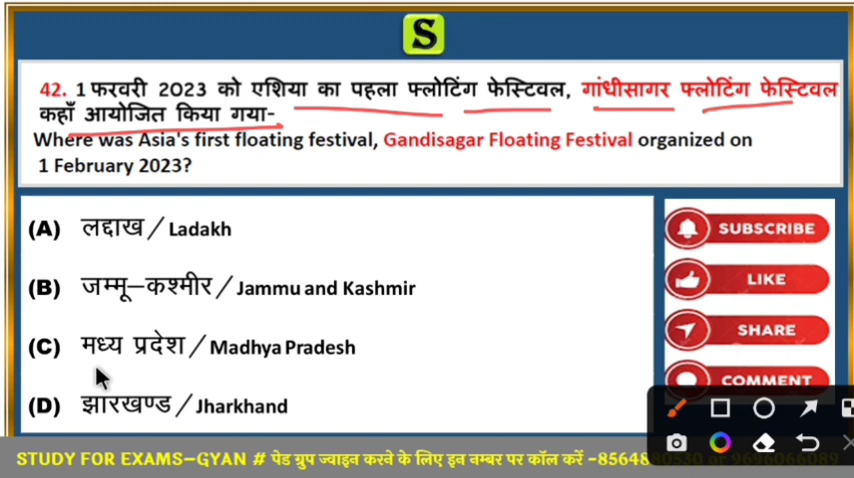 S
42. 1 फरवरी 2023 को एशिया का पहला फ्लोटिंग फेस्टिवल, गांधीसागर फ्लोटिंग फेस्टिवल
कहाँ आयोजित किया गया-
Where was Asia's first floating festival, Gandisagar Floating Festival organized on
1 February 2023?
(A) लद्दाख / Ladakh
(B) जम्मू–कश्मीर / Jammu and Kashmir
(C) मध्य प्रदेश / Madhya Pradesh
(D) झारखण्ड / Jharkhand
SUBSCRIBE
LIKE
SHARE
COMMENT
STUDY FOR EXAMS–GYAN # पेड ग्रुप ज्वाइन करने के लिए इन नम्बर पर कॉल करें